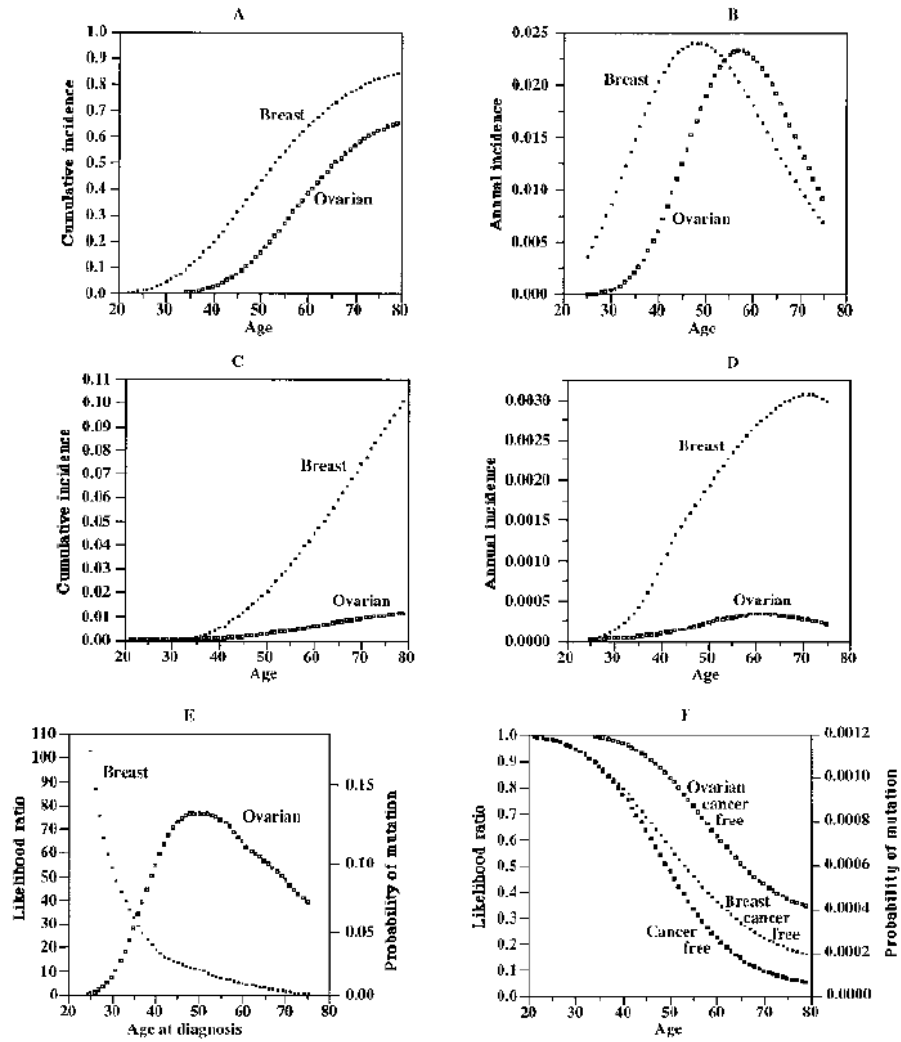 A
Cumulative incidence
1.0
0.9
0.8
0.7
0.6
0.5
0.4
0.3
0.2
0.1
0.0
Breast
Ovarian
20 30 40 50 60 70 80
Age
B
Annual incidence
0.025
0.020
0.015
0.010
0.005
0.000
Breast
Ovarian
20 30 40 50 60 70 80
Age
C
Cumulative incidence
0.11
0.10
0.09
0.08
0.07
0.06
0.05
0.04
0.03
0.02
0.01
0.00
Breast
Ovarian
20 30 40 50 60 70 80
Age
D
Annual incidence
0.0030
0.0025
0.0020
0.0015
0.0010
0.0005
0.0000
Breast
Ovarian
20 30 40 50 60 70 80
Age
E
Likelihood ratio
110
100
90
80
70
60
50
40
30
20
10
0
Breast
Ovarian
0.15
0.10
0.05
0.00
Probability of mutation
20 30 40 50 60 70 80
Age at diagnosis
F
Likelihood ratio
1.0
0.9
0.8
0.7
0.6
0.5
0.4
0.3
0.2
0.1
0.0
Ovarian
cancer
free
Breast
cancer
free
Cancer
free
0.0012
0.0010
0.0008
0.0006
0.0004
0.0002
0.0000
Probability of mutation
20 30 40 50 60 70 80
Age